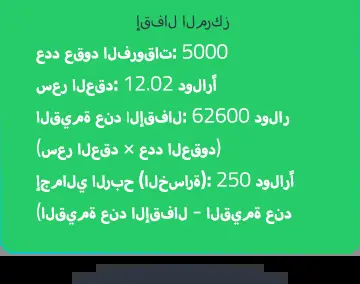 إقفال المركز
عدد عقود الفروقات: 5000
سعر العقد: 12.02 دولاراً
القيمة عند الإقفال: 62600 دولار
(سعر العقد × عدد العقود)
إجمالي الربح (الخسارة): 250 دولاراً
(القيمة عند الإقفال - القيمة عند